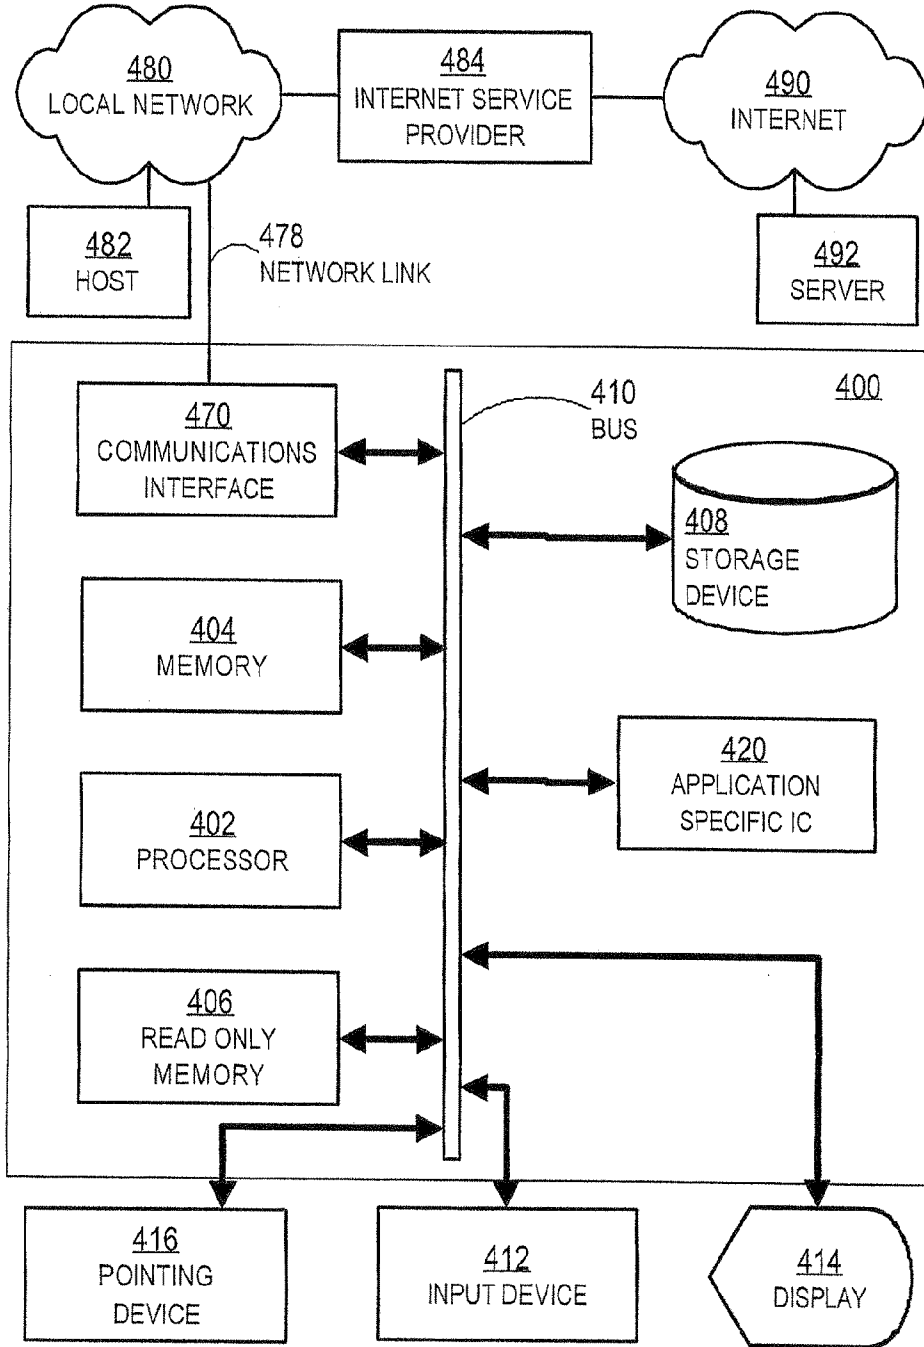 480
LOCAL NETWORK
484
INTERNET SERVICE
PROVIDER
490
INTERNET
482
HOST
478
NETWORK LINK
492
SERVER
400
470
COMMUNICATIONS
INTERFACE
410
BUS
408
STORAGE
DEVICE
404
MEMORY
420
APPLICATION
SPECIFIC IC
402
PROCESSOR
406
READ ONLY
MEMORY
416
POINTING
DEVICE
412
INPUT DEVICE
414
DISPLAY